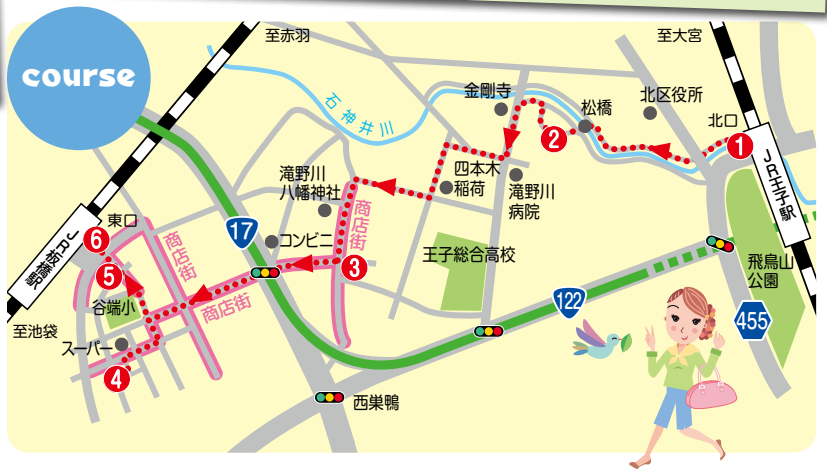 course
至赤羽
至大宮
石神井川
金剛寺
松橋
北区役所
北口
1
JR王子駅
2
四本木
稲荷
滝野川
病院
滝野川
八幡神社
商店街
17
コンビニ
3
王子総合高校
飛鳥山
公園
東口
6
JR板橋駅
5
商店街
谷端小
商店街
122
455
至池袋
スーパー
4
西巣鴨